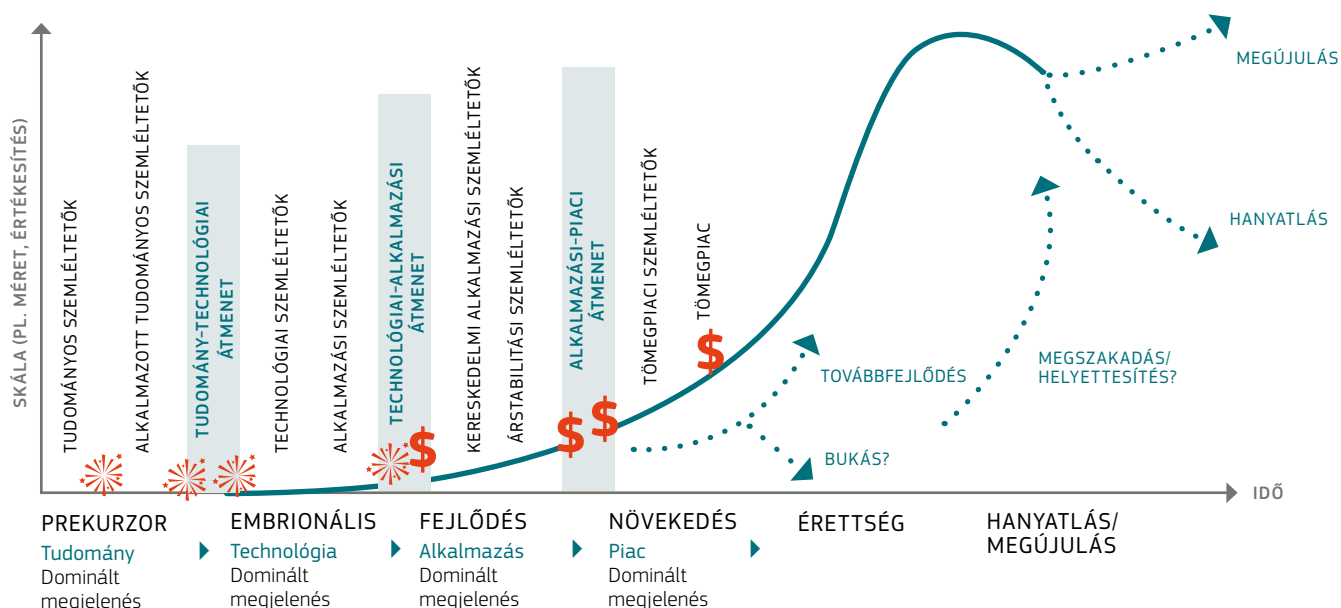 SKÁLA (PL. MÉRET, ÉRTÉKESÍTÉS)
TUDOMÁNYOS SZEMLÉLTETŐK
ALKALMAZOTT TUDOMÁNYOS SZEMLÉLTETŐK
TUDOMÁNY-TECHNOLÓGIAI
ÁTMENET
TECHNOLÓGIAI SZEMLÉLTETŐK
ALKALMAZÁSI SZEMLÉLTETŐK
TECHNOLÓGIAI-ALKALMAZÁSI
ÁTMENET
KERESKEDELMI ALKALMAZÁSI SZEMLÉLTETŐK
ÁRSTABILITÁSI SZEMLÉLTETŐK
ALKALMAZÁSI-PIACI
ÁTMENET
TÖMEGPIACI SZEMLÉLTETŐK
TÖMEGPIAC
$
$
$
$
TOVÁBBFEJLŐDÉS
BUKÁS?
MEGSZAKADÁS/
HELYETTESÍTÉS?
MEGÚJULÁS
HANYATLÁS
IDŐ
PREKURZOR
Tudomány
Dominált
megjelenés
EMBRIONÁLIS
Technológia
Dominált
megjelenés
FEJLŐDÉS
Alkalmazás
Dominált
megjelenés
NÖVEKEDÉS
Piac
Dominált
megjelenés
ÉRETTSÉG
HANYATLÁS/
MEGÚJULÁS